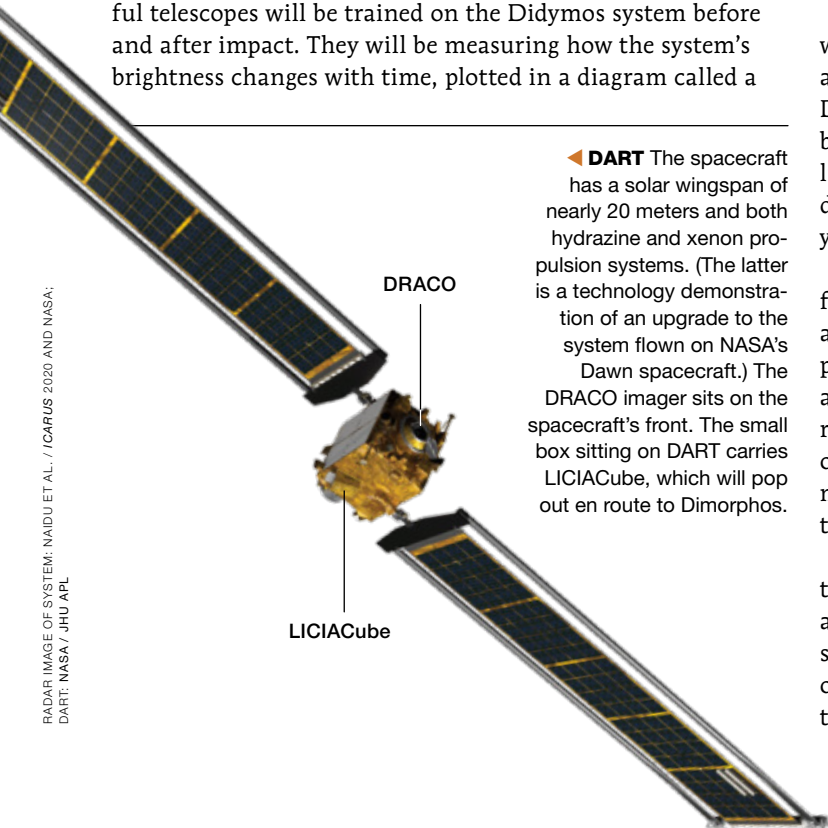 ful telescopes will be trained on the Didymos system before
and after impact. They will be measuring how the system’s
brightness changes with time, plotted in a diagram called a
◀ DART The spacecraft
has a solar wingspan of
nearly 20 meters and both
hydrazine and xenon pro-
pulsion systems. (The latter
is a technology demonstra-
tion of an upgrade to the
system flown on NASA’s
Dawn spacecraft.) The
DRACO imager sits on the
spacecraft’s front. The small
box sitting on DART carries
LICIACube, which will pop
out en route to Dimorphos.
DRACO
LICIACube
RADAR IMAGE OF SYSTEM: NAIDU ET AL. / ICARUS 2020 AND NASA;
DART: NASA / JHU APL